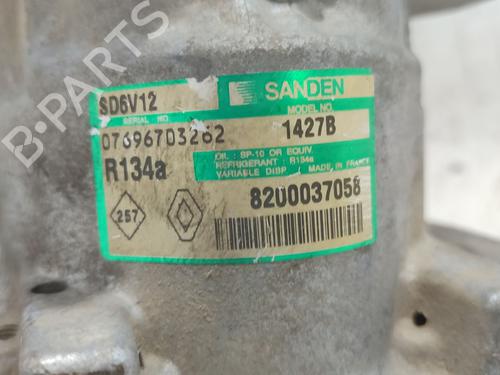 B-PARTS
SD6V12
SANDEN
SERIAL NO.
MODEL NO.
07696703262
1427B
R134a
OIL : SP-10 OR EQUIV.
REFRIGERANT : R134a
VARIABLE DISP / MADE IN FRANCE
257
8200037058